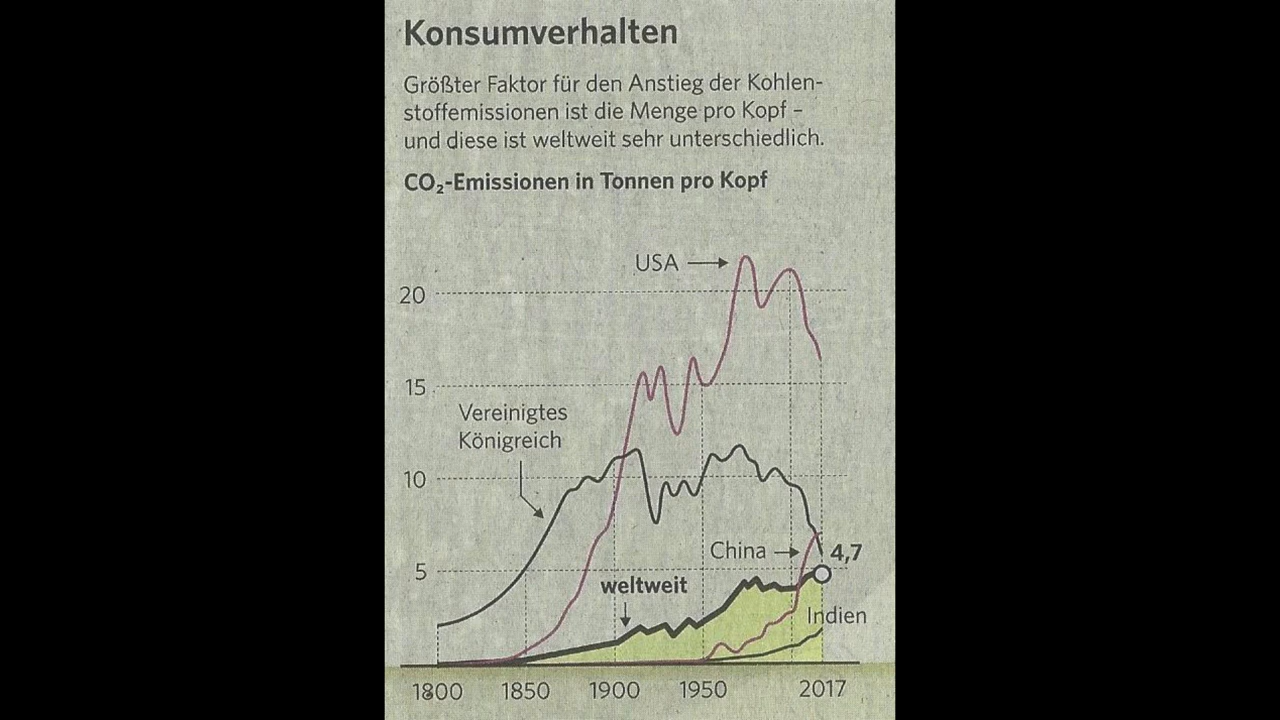 Konsumverhalten
Größter Faktor für den Anstieg der Kohlen-
stoffemissionen ist die Menge pro Kopf –
und diese ist weltweit sehr unterschiedlich.
CO₂-Emissionen in Tonnen pro Kopf
USA
20
15
Vereinigtes
Königreich
10
China
4,7
5
weltweit
Indien
1800
1850
1900
1950
2017